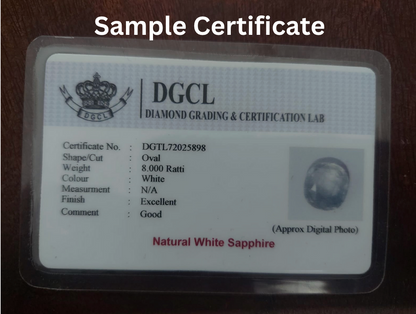 Sample Certificate
DGCL
DGCL
DIAMOND GRADING & CERTIFICATION LAB
Certificate No. : DGTL72025898
Shape/Cut : Oval
Weight : 8.000 Ratti
Colour : White
Measurment : N/A
Finish : Excellent
Comment : Good
(Approx Digital Photo)
Natural White Sapphire